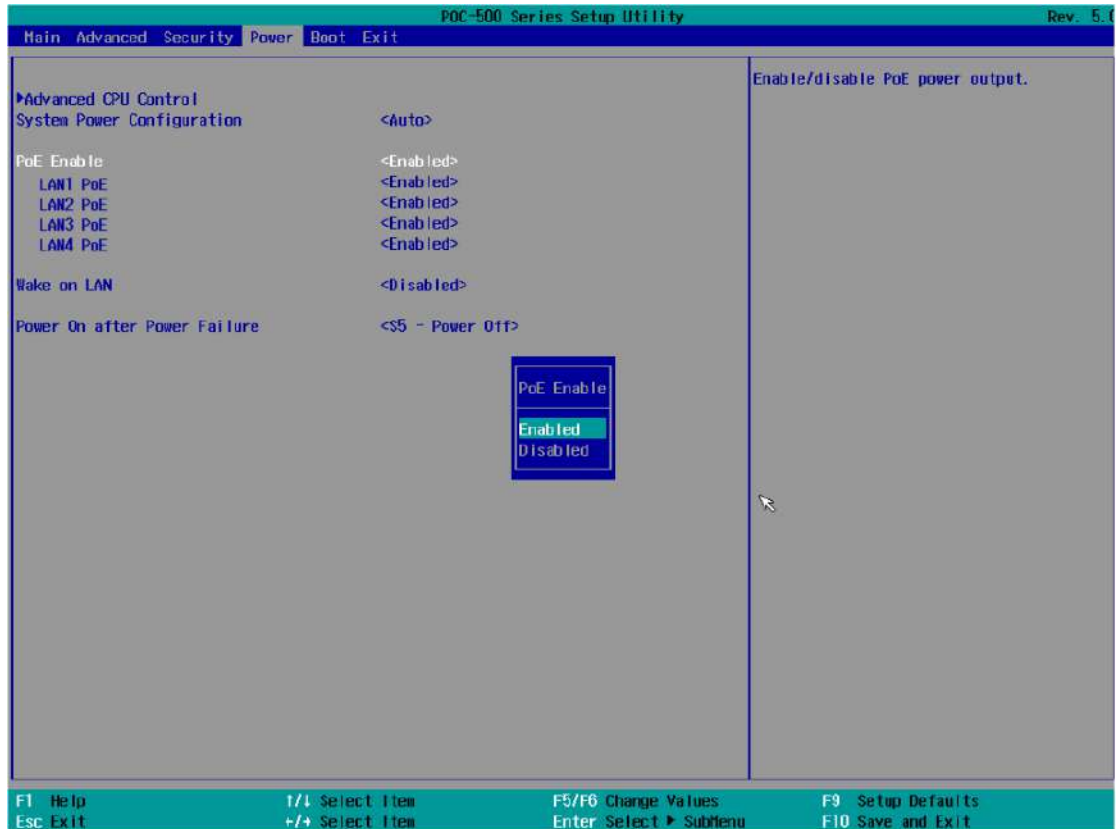 POC-500 Series Setup Utility Rev. 5.0
Main Advanced Security Power Boot Exit
Enable/disable PoE power output.
▶Advanced CPU Control
System Power Configuration <Auto>
PoE Enable <Enabled>
LAN1 PoE <Enabled>
LAN2 PoE <Enabled>
LAN3 PoE <Enabled>
LAN4 PoE <Enabled>
Wake on LAN <Disabled>
Power On after Power Failure <S5 - Power Off>
PoE Enable
Enabled
Disabled
F1 Help ↑/↓ Select Item F5/F6 Change Values F9 Setup Defaults
Esc Exit ←/→ Select Item Enter Select ▶ SubMenu F10 Save and Exit